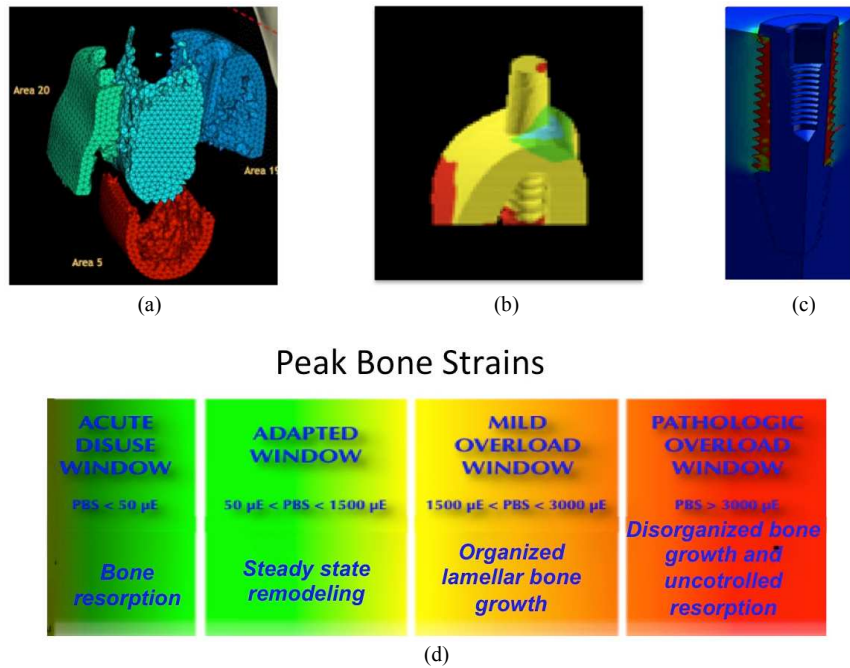 Area 20
Area 19
Area 5
(a)
(b)
(c)
Peak Bone Strains
ACUTE
DISUSE
WINDOW
PBS < 50 µE
Bone
resorption
ADAPTED
WINDOW
50 µE < PBS < 1500 µE
Steady state
remodeling
MILD
OVERLOAD
WINDOW
1500 µE < PBS < 3000 µE
Organized
lamellar bone
growth
PATHOLOGIC
OVERLOAD
WINDOW
PBS > 3000 µE
Disorganized bone
growth and
uncotrolled
resorption
(d)